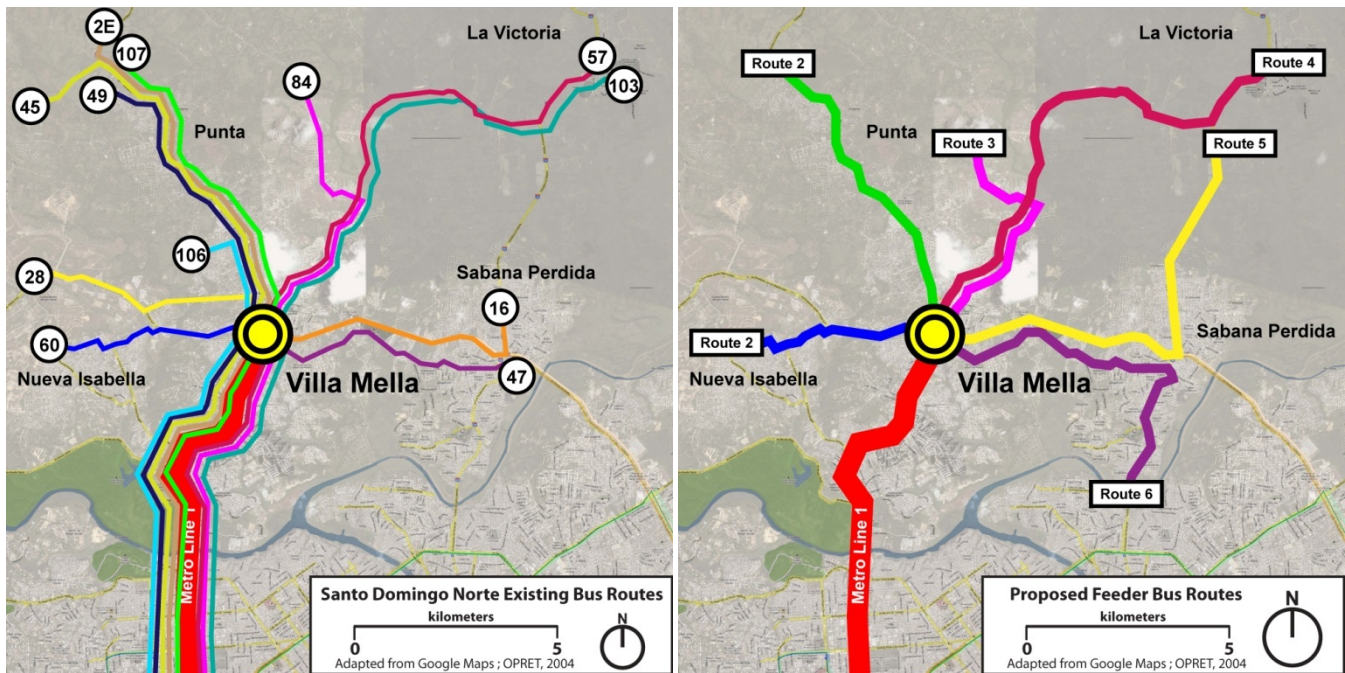 2E
107
La Victoria
57
84
103
45
49
Punta
106
28
Sabana Perdida
16
60
47
Nueva Isabella
Villa Mella
Metro Line 1
Santo Domingo Norte Existing Bus Routes
kilometers
0 5
N
Adapted from Google Maps ; OPRET, 2004
La Victoria
Route 2
Route 4
Punta
Route 3
Route 5
Sabana Perdida
Route 2
Nueva Isabella
Villa Mella
Route 6
Metro Line 1
Proposed Feeder Bus Routes
kilometers
0 5
N
Adapted from Google Maps ; OPRET, 2004